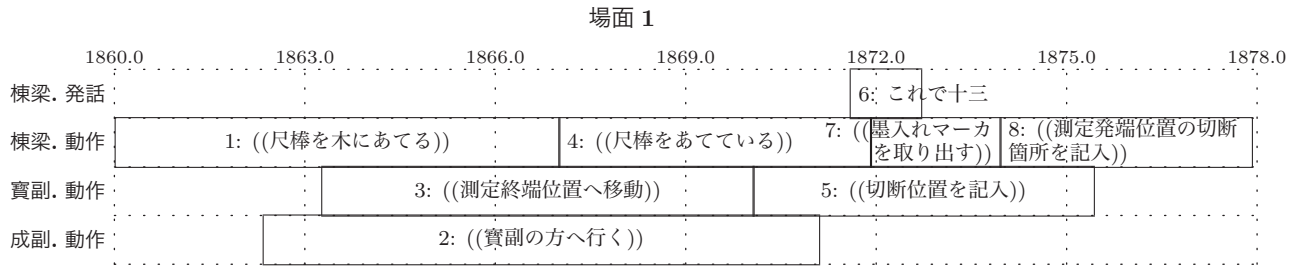 場面 1
1860.0 1863.0 1866.0 1869.0 1872.0 1875.0 1878.0
棟梁. 発話 6: これで十三
棟梁. 動作 1: ((尺棒を木にあてる)) 4: ((尺棒をあてている)) 7: ((墨入れマーカ 8: ((測定発端位置の切断
を取り出す)) 箇所を記入))
寳副. 動作 3: ((測定終端位置へ移動)) 5: ((切断位置を記入))
成副. 動作 2: ((寳副の方へ行く))